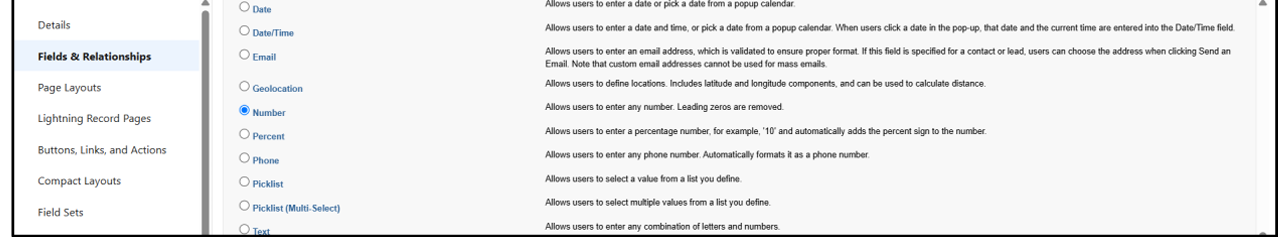 Details
Fields & Relationships
Page Layouts
Lightning Record Pages
Buttons, Links, and Actions
Compact Layouts
Field Sets
Date Allows users to enter a date or pick a date from a popup calendar.
Date/Time Allows users to enter a date and time, or pick a date from a popup calendar. When users click a date in the pop-up, that date and the current time are entered into the Date/Time field.
Email Allows users to enter an email address, which is validated to ensure proper format. If this field is specified for a contact or lead, users can choose the address when clicking Send an
Email. Note that custom email addresses cannot be used for mass emails.
Geolocation Allows users to define locations. Includes latitude and longitude components, and can be used to calculate distance.
Number Allows users to enter any number. Leading zeros are removed.
Percent Allows users to enter a percentage number, for example, '10' and automatically adds the percent sign to the number.
Phone Allows users to enter any phone number. Automatically formats it as a phone number.
Picklist Allows users to select a value from a list you define.
Picklist (Multi-Select) Allows users to select multiple values from a list you define.
Text Allows users to enter any combination of letters and numbers.